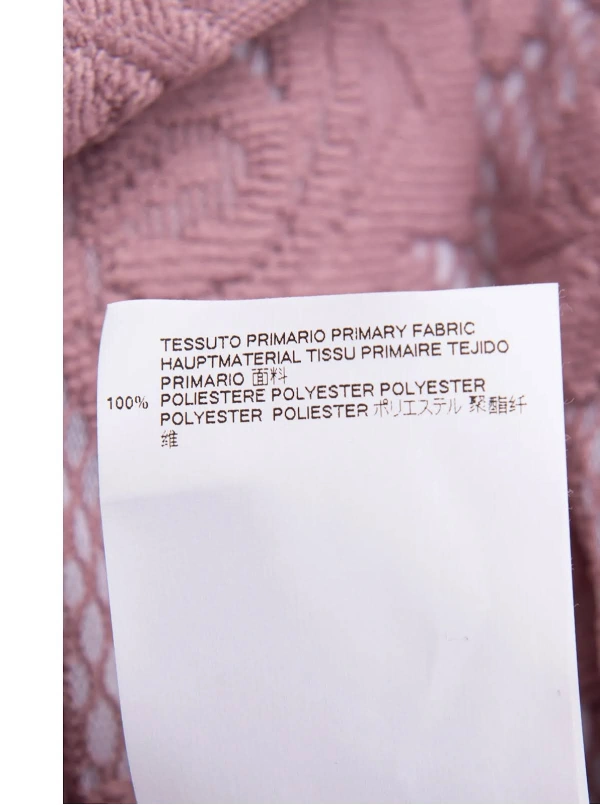 TESSUTO PRIMARIO PRIMARY FABRIC
HAUPTMATERIAL TISSU PRIMAIRE TEJIDO
PRIMARIO 面料
100% POLIESTERE POLYESTER POLYESTER
POLYESTER POLIESTER ポリエステル 聚酯纤
维